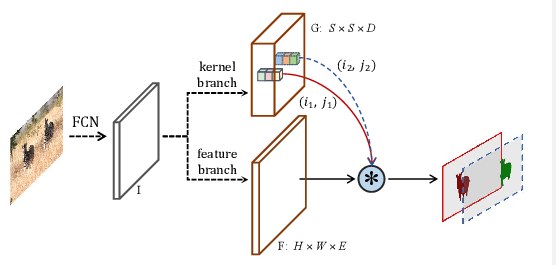 G: S × S × D
kernel
branch
(i₂, j₂)
(i₁, j₁)
FCN
I
feature
branch
*
F: H × W × E